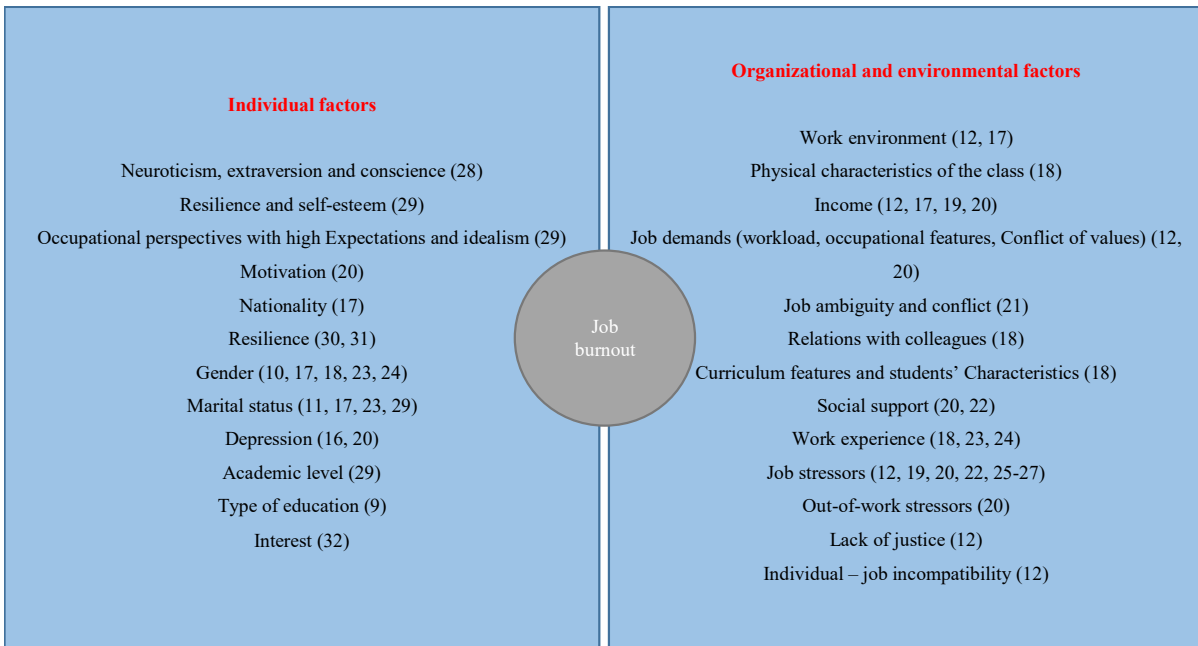 Individual factors
Neuroticism, extraversion and conscience (28)
Resilience and self-esteem (29)
Occupational perspectives with high Expectations and idealism (29)
Motivation (20)
Nationality (17)
Resilience (30, 31)
Gender (10, 17, 18, 23, 24)
Marital status (11, 17, 23, 29)
Depression (16, 20)
Academic level (29)
Type of education (9)
Interest (32)
Job
burnout
Organizational and environmental factors
Work environment (12, 17)
Physical characteristics of the class (18)
Income (12, 17, 19, 20)
Job demands (workload, occupational features, Conflict of values) (12,
20)
Job ambiguity and conflict (21)
Relations with colleagues (18)
Curriculum features and students’ Characteristics (18)
Social support (20, 22)
Work experience (18, 23, 24)
Job stressors (12, 19, 20, 22, 25-27)
Out-of-work stressors (20)
Lack of justice (12)
Individual – job incompatibility (12)